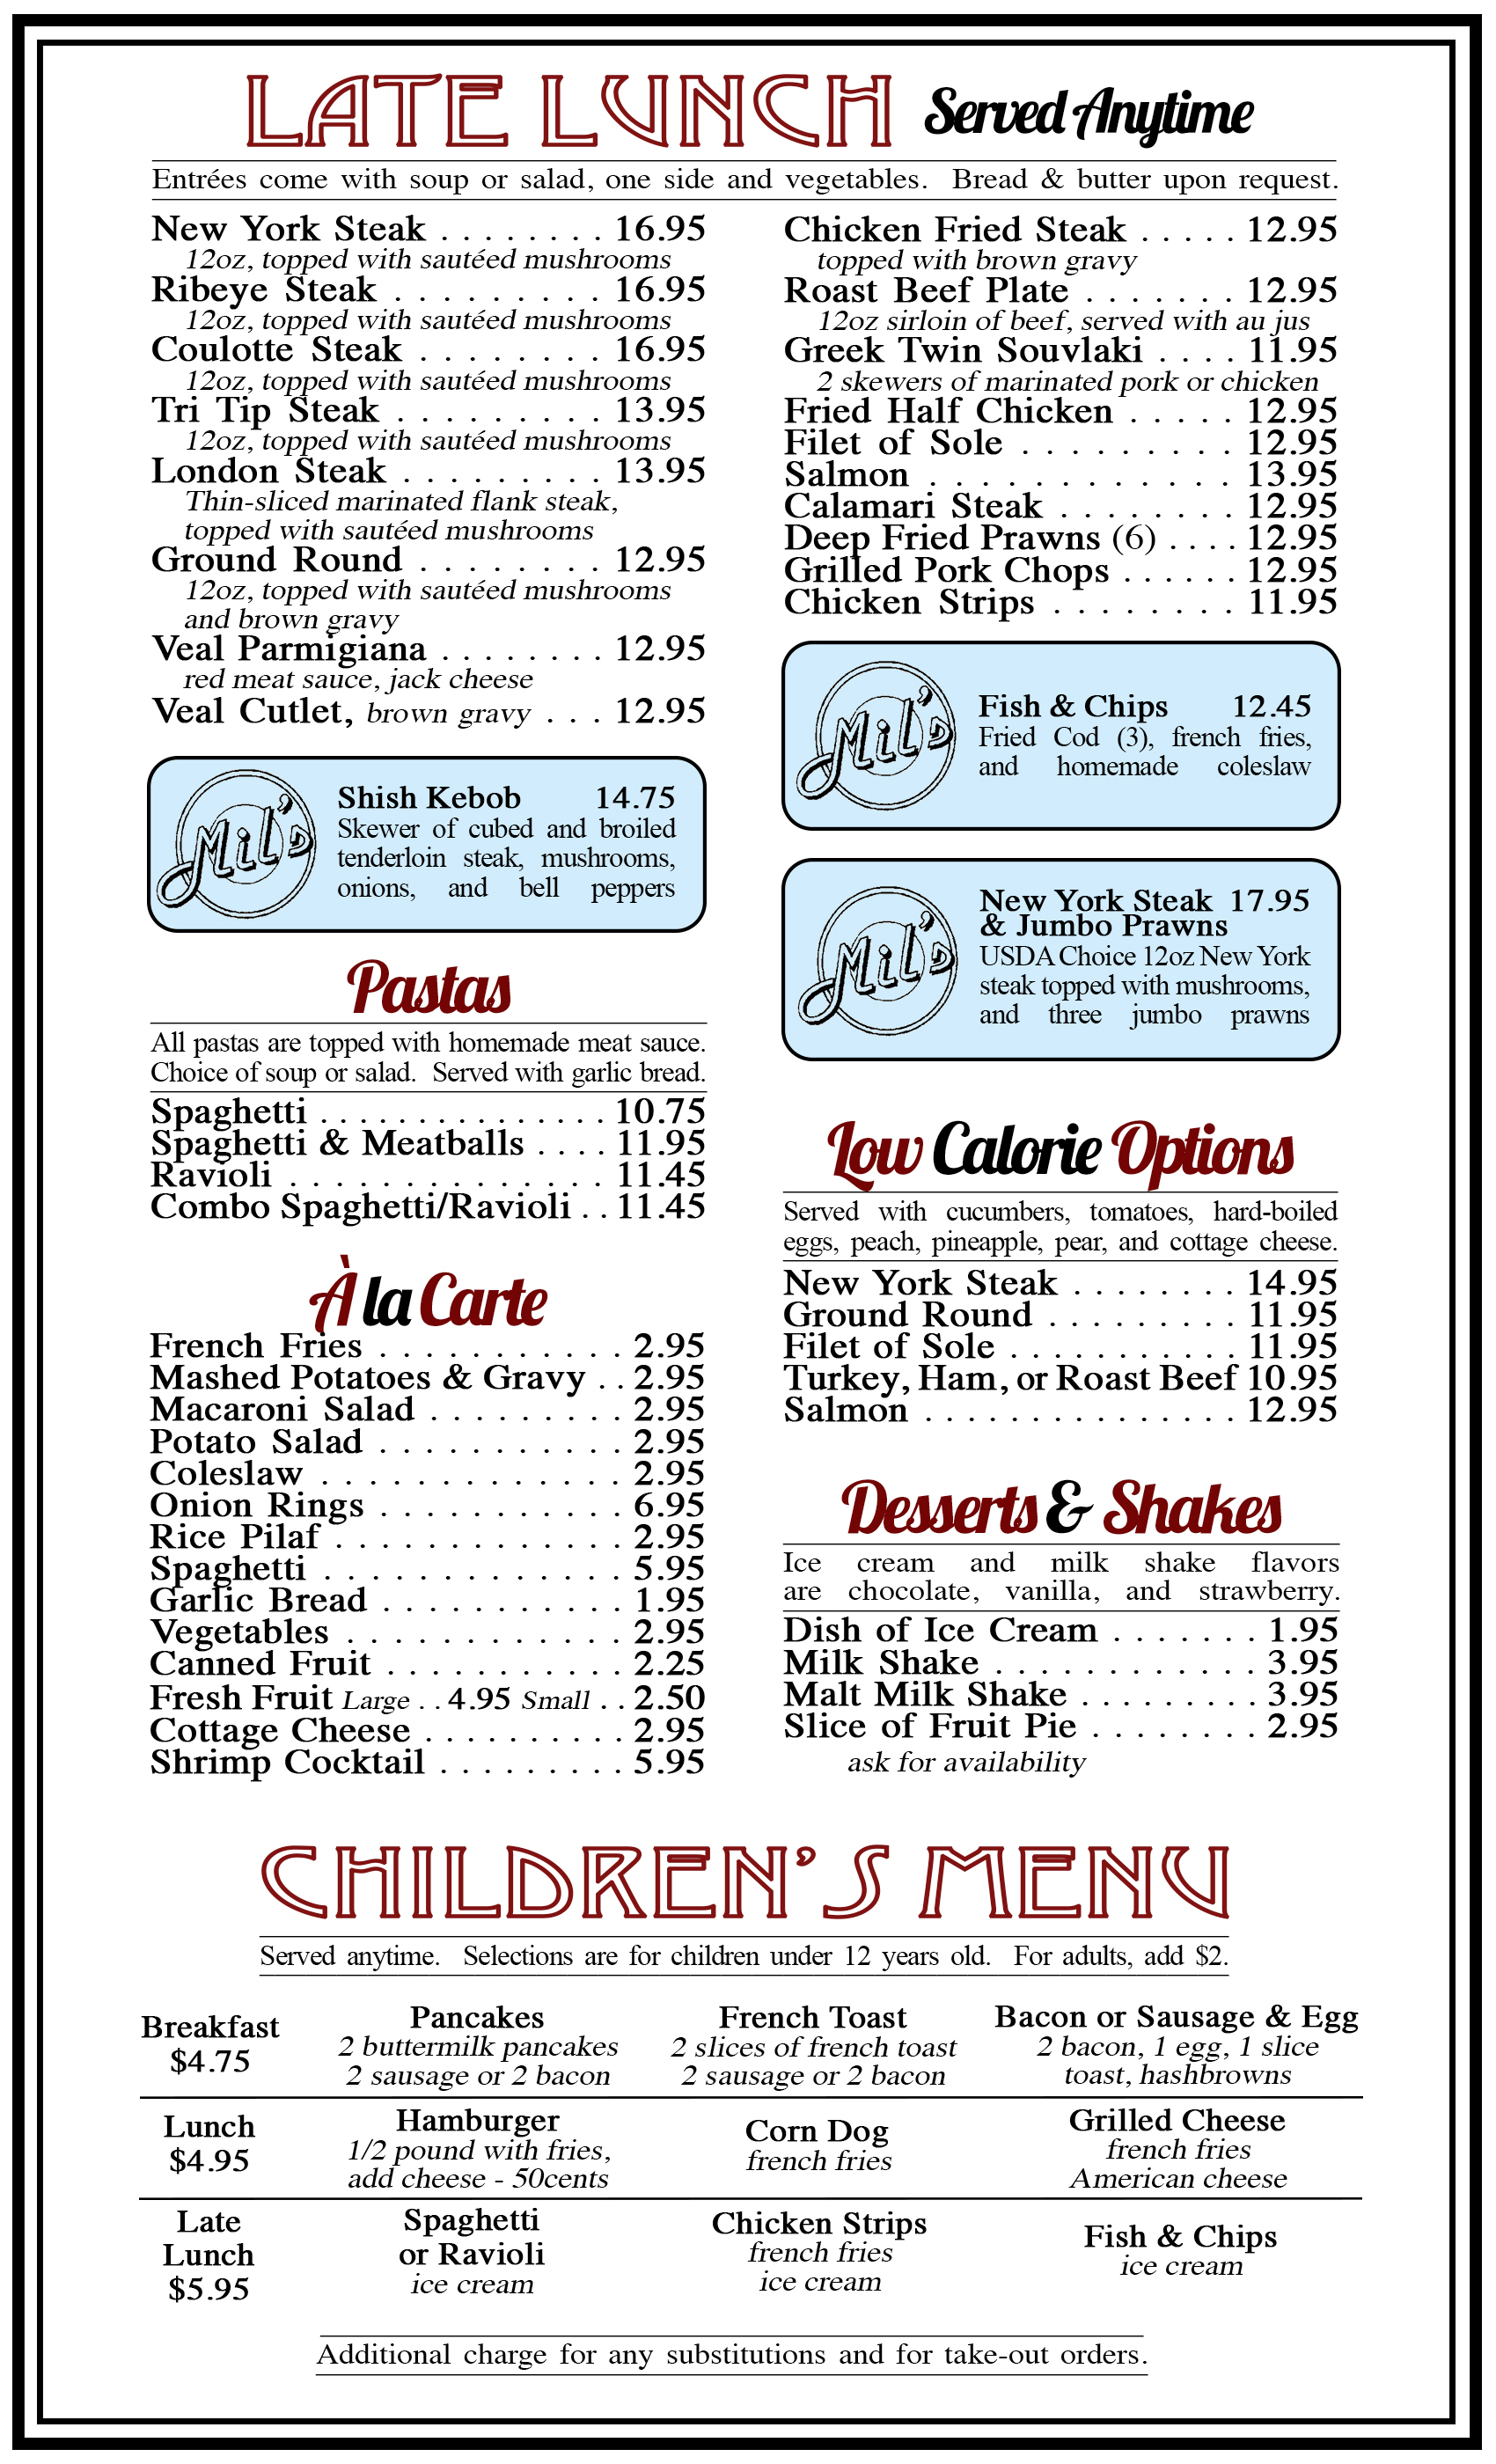 LATE LUNCH Served Anytime
Entrées come with soup or salad, one side and vegetables. Bread & butter upon request.
New York Steak . . . . . . . . 16.95
12oz, topped with sautéed mushrooms
Ribeye Steak . . . . . . . . . 16.95
12oz, topped with sautéed mushrooms
Coulotte Steak . . . . . . . . 16.95
12oz, topped with sautéed mushrooms
Tri Tip Steak . . . . . . . . . 13.95
12oz, topped with sautéed mushrooms
London Steak . . . . . . . . . 13.95
Thin-sliced marinated flank steak,
topped with sautéed mushrooms
Ground Round . . . . . . . . 12.95
12oz, topped with sautéed mushrooms
and brown gravy
Veal Parmigiana . . . . . . . . 12.95
red meat sauce, jack cheese
Veal Cutlet, brown gravy . . . 12.95
Mil's
Shish Kebob 14.75
Skewer of cubed and broiled
tenderloin steak, mushrooms,
onions, and bell peppers
Pastas
All pastas are topped with homemade meat sauce.
Choice of soup or salad. Served with garlic bread.
Spaghetti . . . . . . . . . . . . . . 10.75
Spaghetti & Meatballs . . . . 11.95
Ravioli . . . . . . . . . . . . . . . 11.45
Combo Spaghetti/Ravioli . . 11.45
À la Carte
French Fries . . . . . . . . . . . 2.95
Mashed Potatoes & Gravy . . 2.95
Macaroni Salad . . . . . . . . . 2.95
Potato Salad . . . . . . . . . . . 2.95
Coleslaw . . . . . . . . . . . . . 2.95
Onion Rings . . . . . . . . . . . 6.95
Rice Pilaf . . . . . . . . . . . . . 2.95
Spaghetti . . . . . . . . . . . . . 5.95
Garlic Bread . . . . . . . . . . . 1.95
Vegetables . . . . . . . . . . . . 2.95
Canned Fruit . . . . . . . . . . . 2.25
Fresh Fruit Large . . 4.95 Small . . 2.50
Cottage Cheese . . . . . . . . . . 2.95
Shrimp Cocktail . . . . . . . . . 5.95
Chicken Fried Steak . . . . . 12.95
topped with brown gravy
Roast Beef Plate . . . . . . . 12.95
12oz sirloin of beef, served with au jus
Greek Twin Souvlaki . . . . 11.95
2 skewers of marinated pork or chicken
Fried Half Chicken . . . . . 12.95
Filet of Sole . . . . . . . . . 12.95
Salmon . . . . . . . . . . . . 13.95
Calamari Steak . . . . . . . . 12.95
Deep Fried Prawns (6) . . . . 12.95
Grilled Pork Chops . . . . . . 12.95
Chicken Strips . . . . . . . . 11.95
Mil's
Fish & Chips 12.45
Fried Cod (3), french fries,
and homemade coleslaw
Mil's
New York Steak 17.95
& Jumbo Prawns
USDA Choice 12oz New York
steak topped with mushrooms,
and three jumbo prawns
Low Calorie Options
Served with cucumbers, tomatoes, hard-boiled
eggs, peach, pineapple, pear, and cottage cheese.
New York Steak . . . . . . . . 14.95
Ground Round . . . . . . . . . 11.95
Filet of Sole . . . . . . . . . . . 11.95
Turkey, Ham, or Roast Beef 10.95
Salmon . . . . . . . . . . . . . . . 12.95
Desserts & Shakes
Ice cream and milk shake flavors
are chocolate, vanilla, and strawberry.
Dish of Ice Cream . . . . . . . 1.95
Milk Shake . . . . . . . . . . . . 3.95
Malt Milk Shake . . . . . . . . . 3.95
Slice of Fruit Pie . . . . . . . . 2.95
ask for availability
CHILDREN'S MENU
Served anytime. Selections are for children under 12 years old. For adults, add $2.
Breakfast
$4.75
Pancakes
2 buttermilk pancakes
2 sausage or 2 bacon
French Toast
2 slices of french toast
2 sausage or 2 bacon
Bacon or Sausage & Egg
2 bacon, 1 egg, 1 slice
toast, hashbrowns
Lunch
$4.95
Hamburger
1/2 pound with fries,
add cheese - 50cents
Corn Dog
french fries
Grilled Cheese
french fries
American cheese
Late
Lunch
$5.95
Spaghetti
or Ravioli
ice cream
Chicken Strips
french fries
ice cream
Fish & Chips
ice cream
Additional charge for any substitutions and for take-out orders.